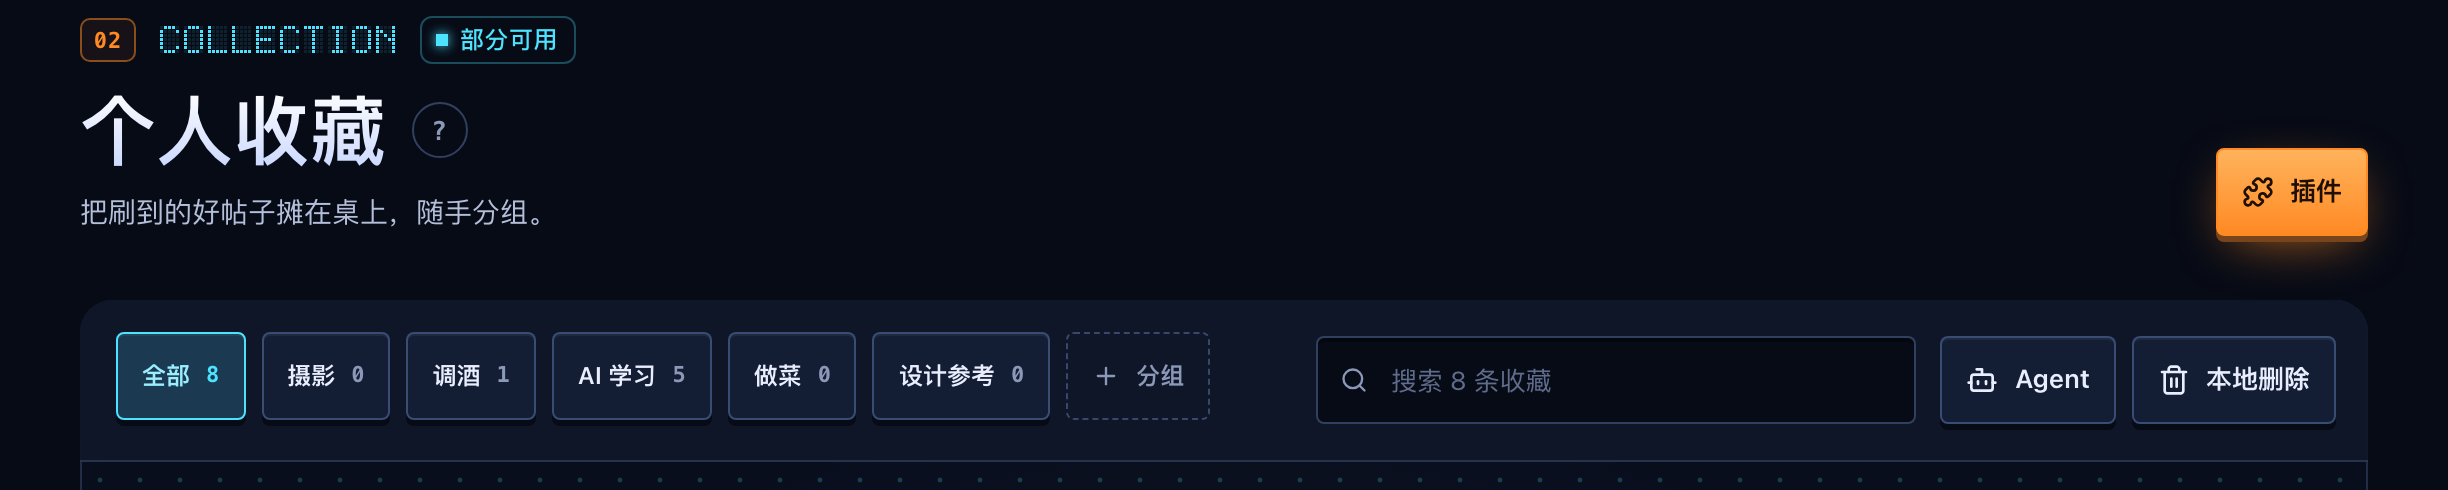 02 COLLECTION 部分可用
个人收藏 ?
把刷到的好帖子摊在桌上，随手分组。
插件
全部 8 摄影 0 调酒 1 AI 学习 5 做菜 0 设计参考 0 + 分组 搜索 8 条收藏 Agent 本地删除